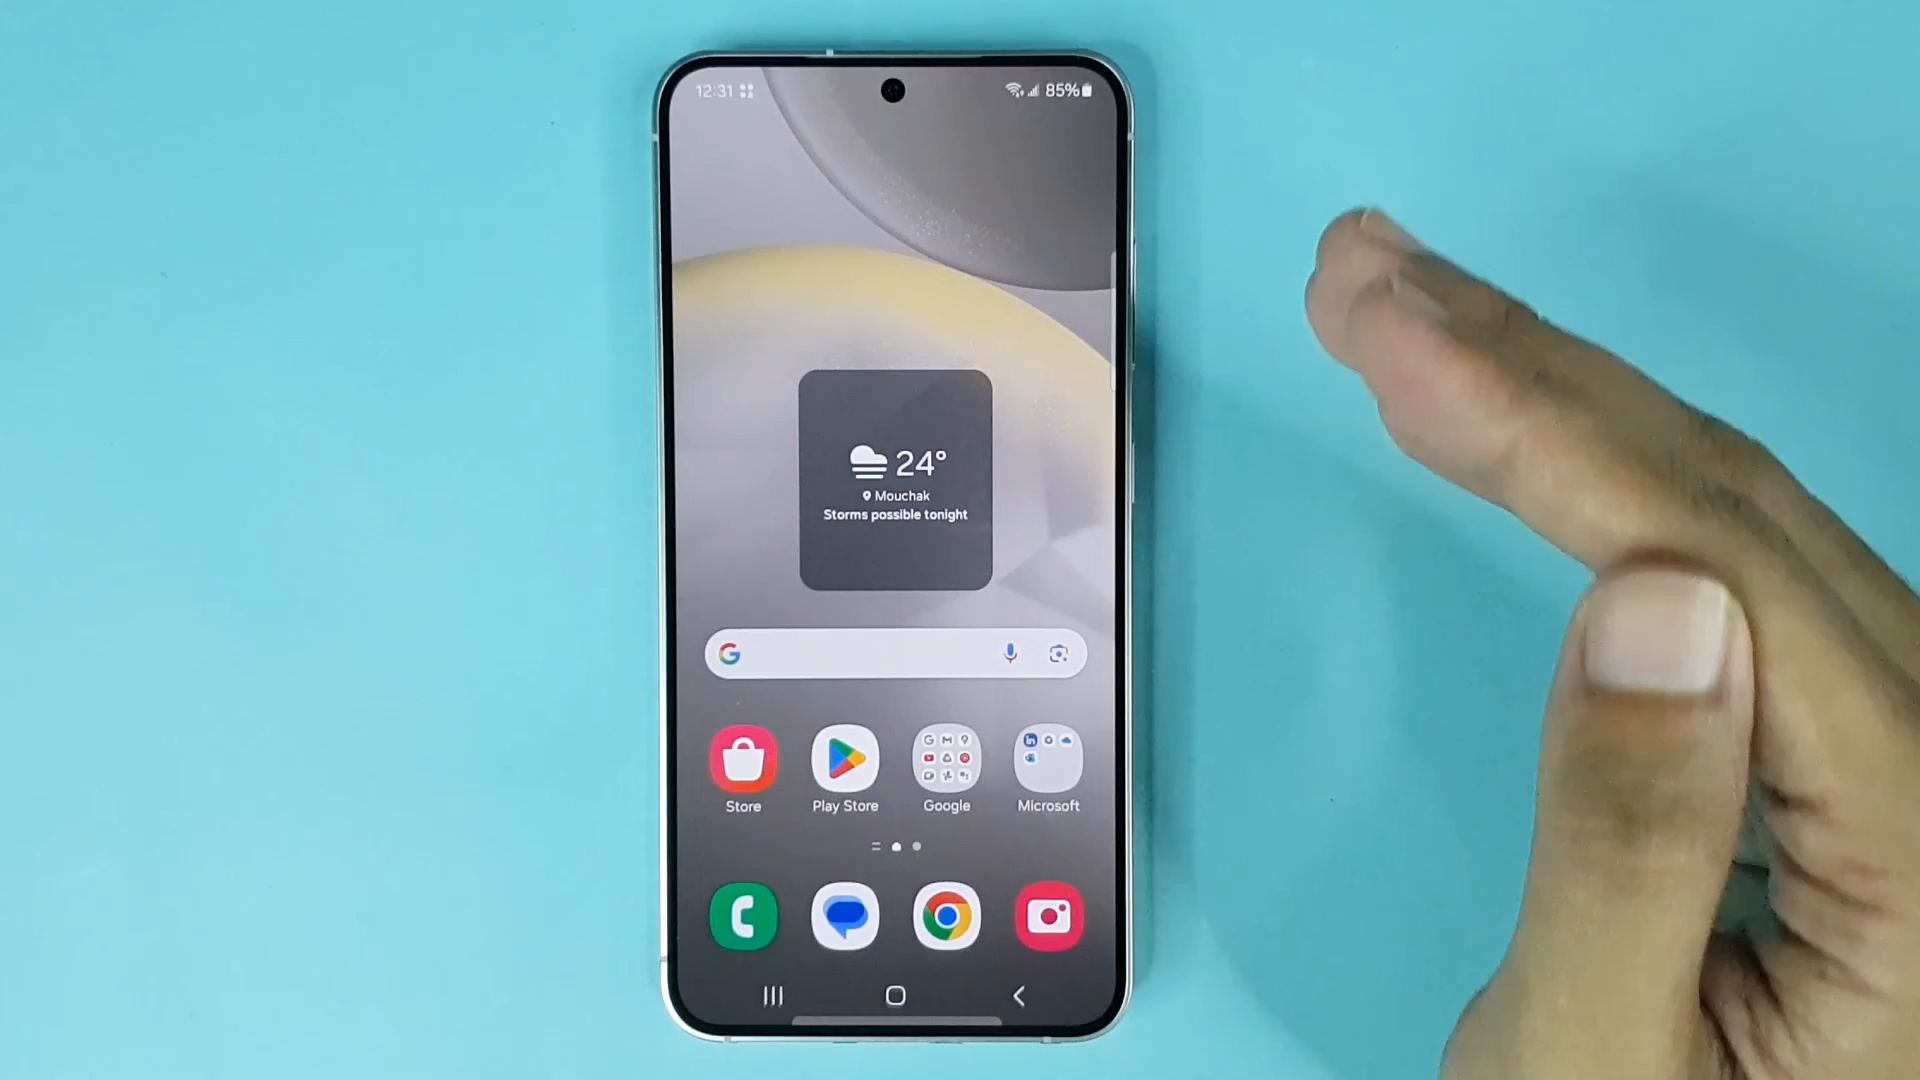 12:31 85%
24°
Mouchak
Storms possible tonight
G
Store Play Store Google Microsoft